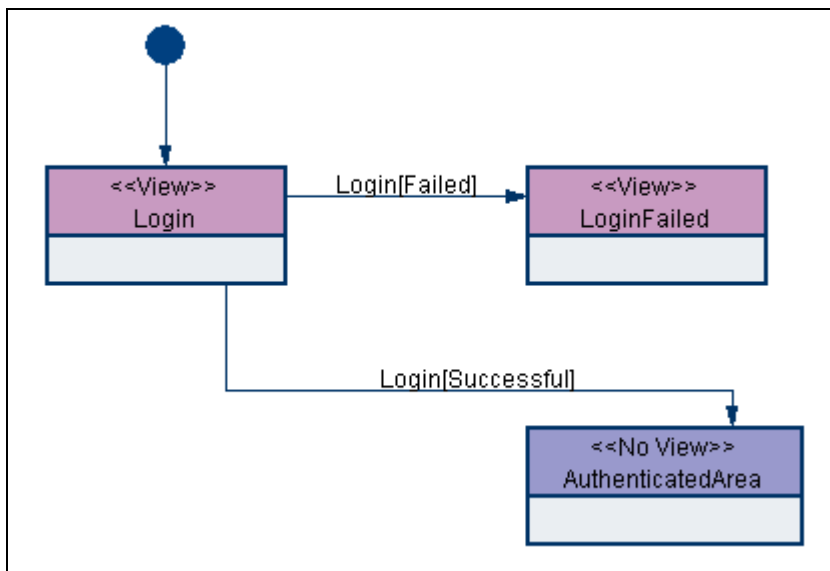 <<View>>
Login
Login[Failed]
<<View>>
LoginFailed
Login[Successful]
<<No View>>
AuthenticatedArea